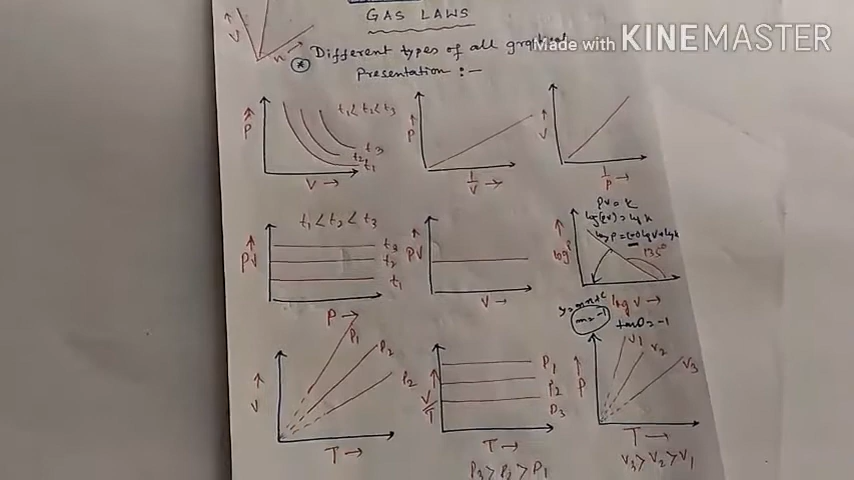 GAS LAWS
Made with KINEMASTER
* Different types of all graphical
presentation :-
V
n →
P
t₁ < t₂ < t₃
t₃
t₂
t₁
V →
P
1/V →
V
1/P →
t₁ < t₂ < t₃
PV
t₃
t₂
t₁
P →
PV
V →
PV = K
log(PV) = log K
log P = (-1) log V + log K
135°
log P
log V →
y = mx + c
m = -1
tan θ = -1
V
P₁
P₂
P₂
T →
V/T
P₁
P₂
P₃
T →
P₃ > P₂ > P₁
P
V₁
V₂
V₃
T →
V₃ > V₂ > V₁